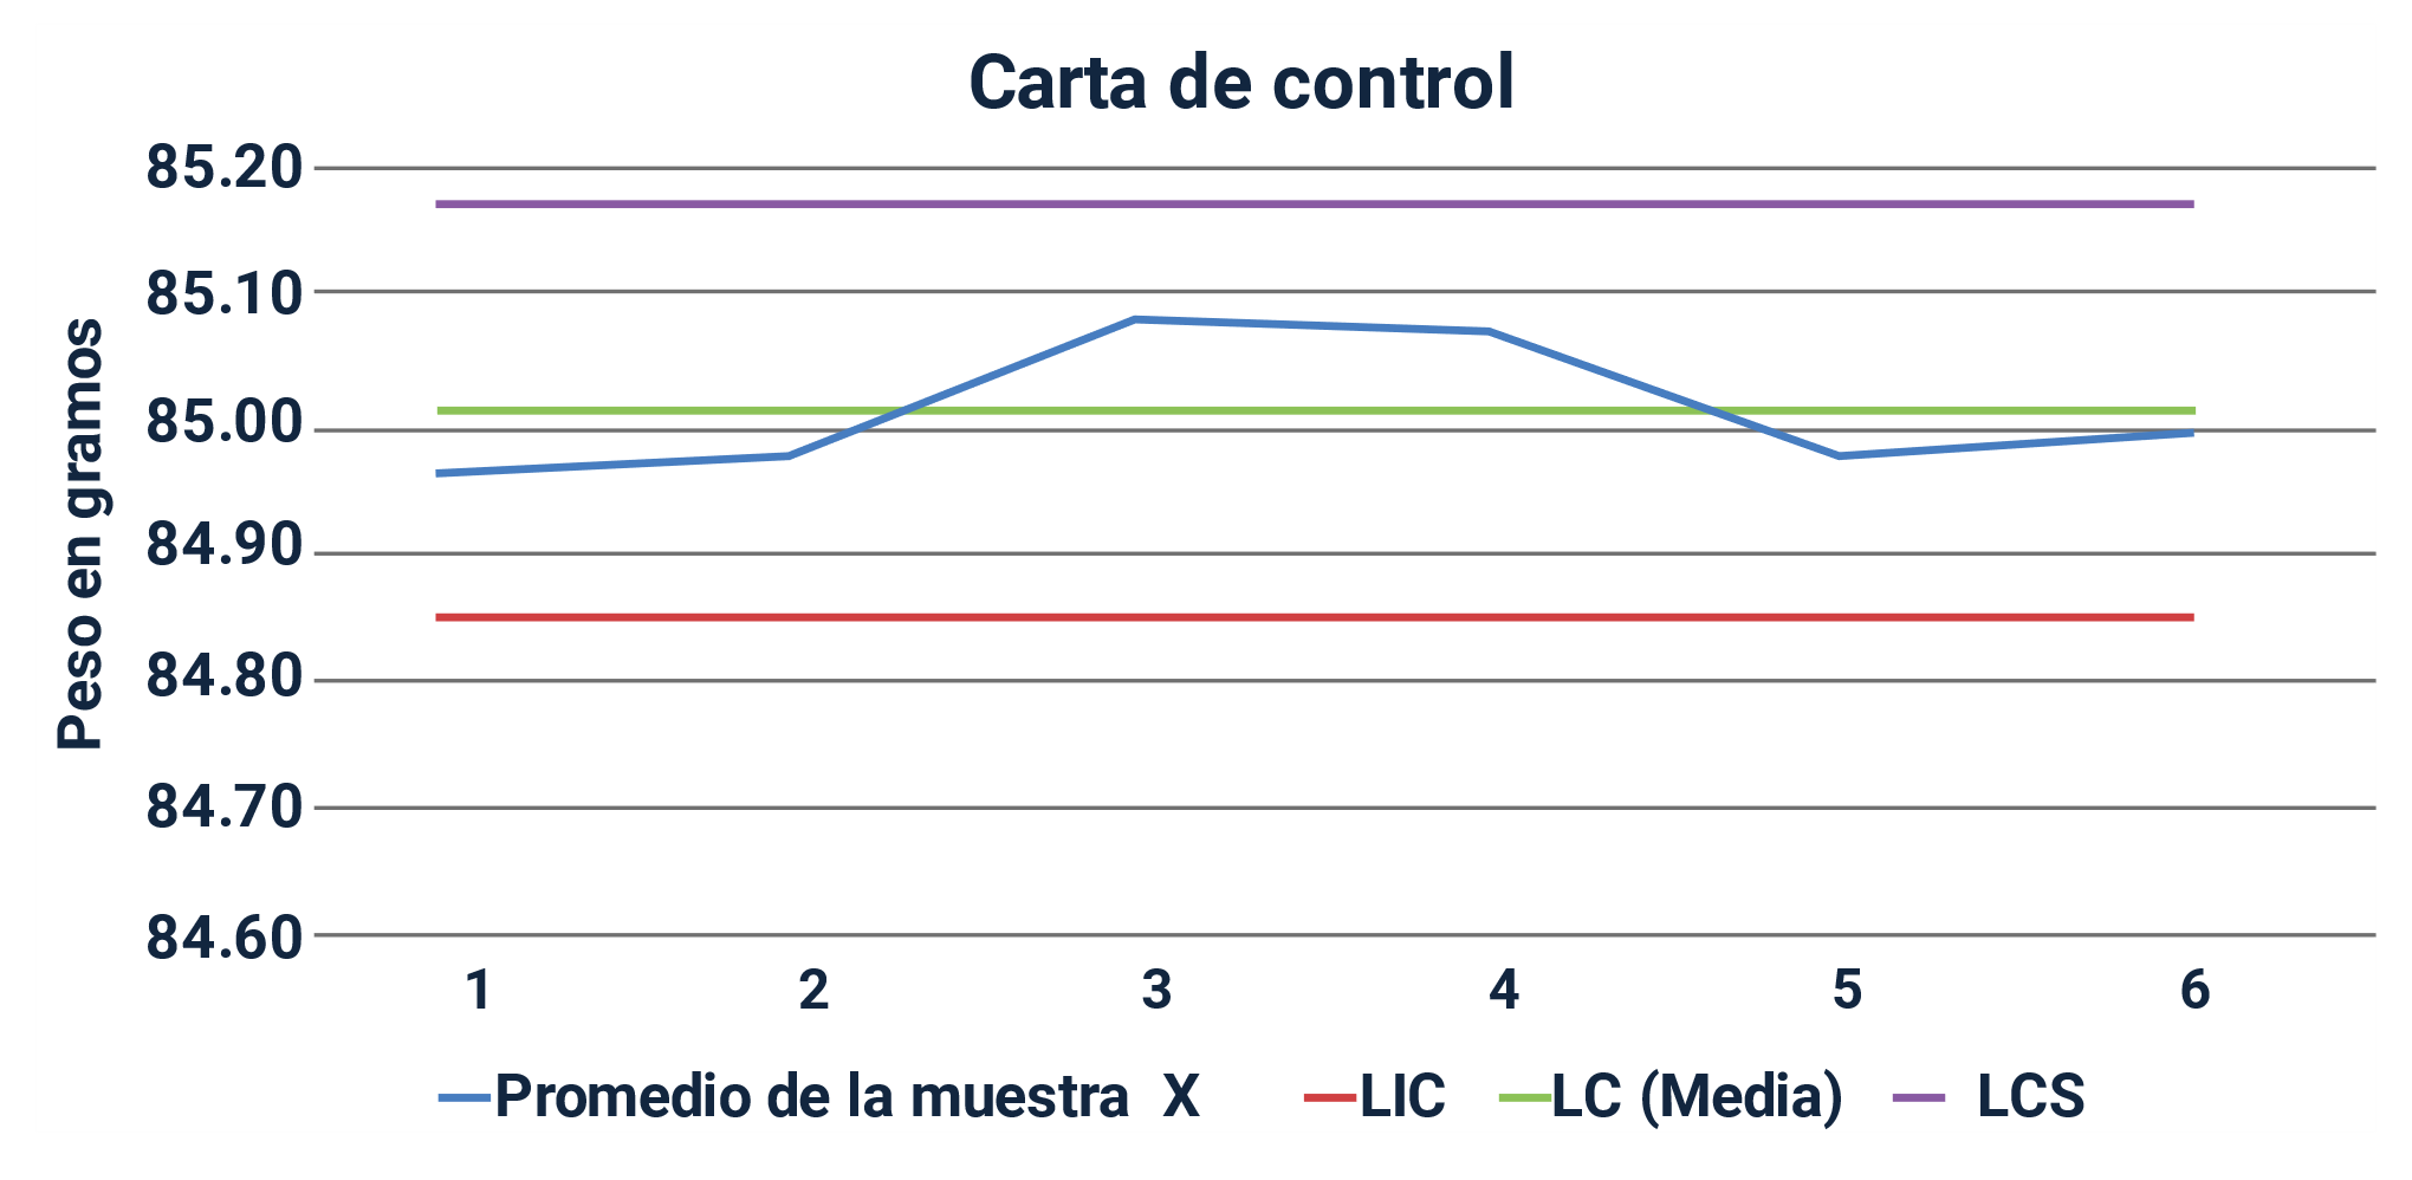 Carta de control
85.20
85.10
85.00
84.90
84.80
84.70
84.60
Peso en gramos
1 2 3 4 5 6
Promedio de la muestra X LIC LC (Media) LCS